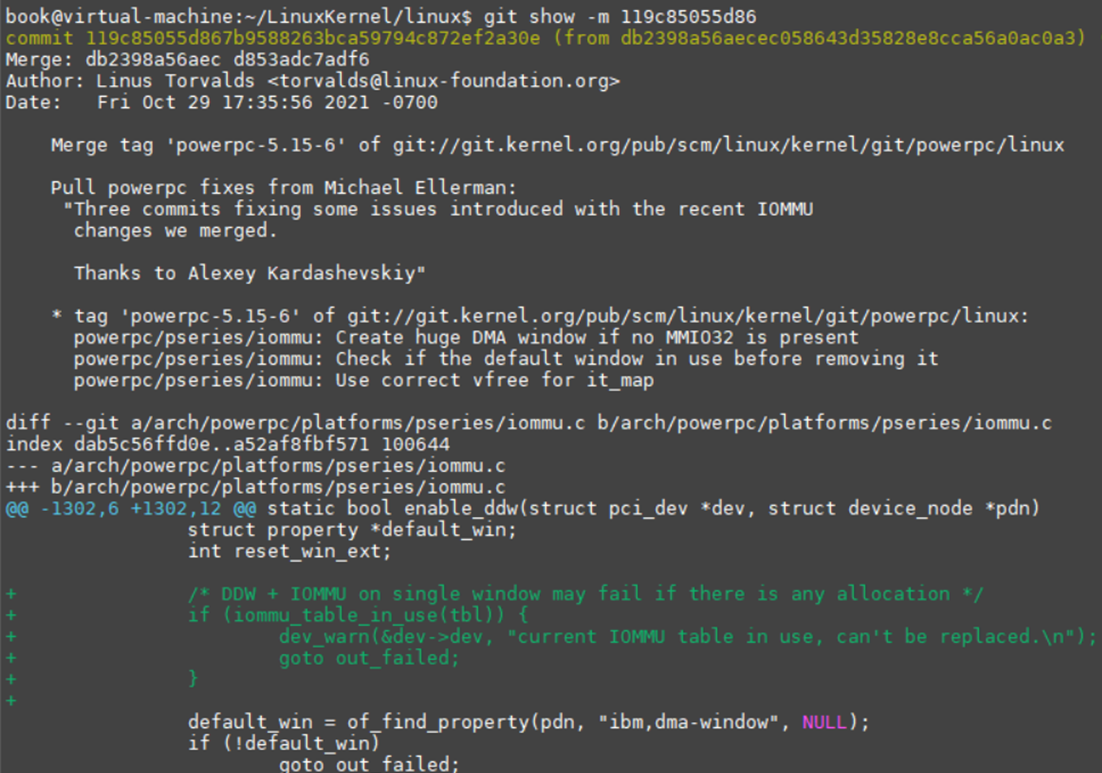 book@virtual-machine:~/LinuxKernel/linux$ git show -m 119c85055d86
commit 119c85055d867b9588263bca59794c872ef2a30e (from db2398a56aecec058643d35828e8cca56a0ac0a3)
Merge: db2398a56aec d853adc7adf6
Author: Linus Torvalds <torvalds@linux-foundation.org>
Date:   Fri Oct 29 17:35:56 2021 -0700

    Merge tag 'powerpc-5.15-6' of git://git.kernel.org/pub/scm/linux/kernel/git/powerpc/linux

    Pull powerpc fixes from Michael Ellerman:
     "Three commits fixing some issues introduced with the recent IOMMU
      changes we merged.

      Thanks to Alexey Kardashevskiy"

    * tag 'powerpc-5.15-6' of git://git.kernel.org/pub/scm/linux/kernel/git/powerpc/linux:
      powerpc/pseries/iommu: Create huge DMA window if no MMIO32 is present
      powerpc/pseries/iommu: Check if the default window in use before removing it
      powerpc/pseries/iommu: Use correct vfree for it_map

diff --git a/arch/powerpc/platforms/pseries/iommu.c b/arch/powerpc/platforms/pseries/iommu.c
index dab5c56ffd0e..a52af8fbf571 100644
--- a/arch/powerpc/platforms/pseries/iommu.c
+++ b/arch/powerpc/platforms/pseries/iommu.c
@@ -1302,6 +1302,12 @@ static bool enable_ddw(struct pci_dev *dev, struct device_node *pdn)
                struct property *default_win;
                int reset_win_ext;

+               /* DDW + IOMMU on single window may fail if there is any allocation */
+               if (iommu_table_in_use(tbl)) {
+                       dev_warn(&dev->dev, "current IOMMU table in use, can't be replaced.\n");
+                       goto out_failed;
+               }
+
                default_win = of_find_property(pdn, "ibm,dma-window", NULL);
                if (!default_win)
                        goto out_failed;